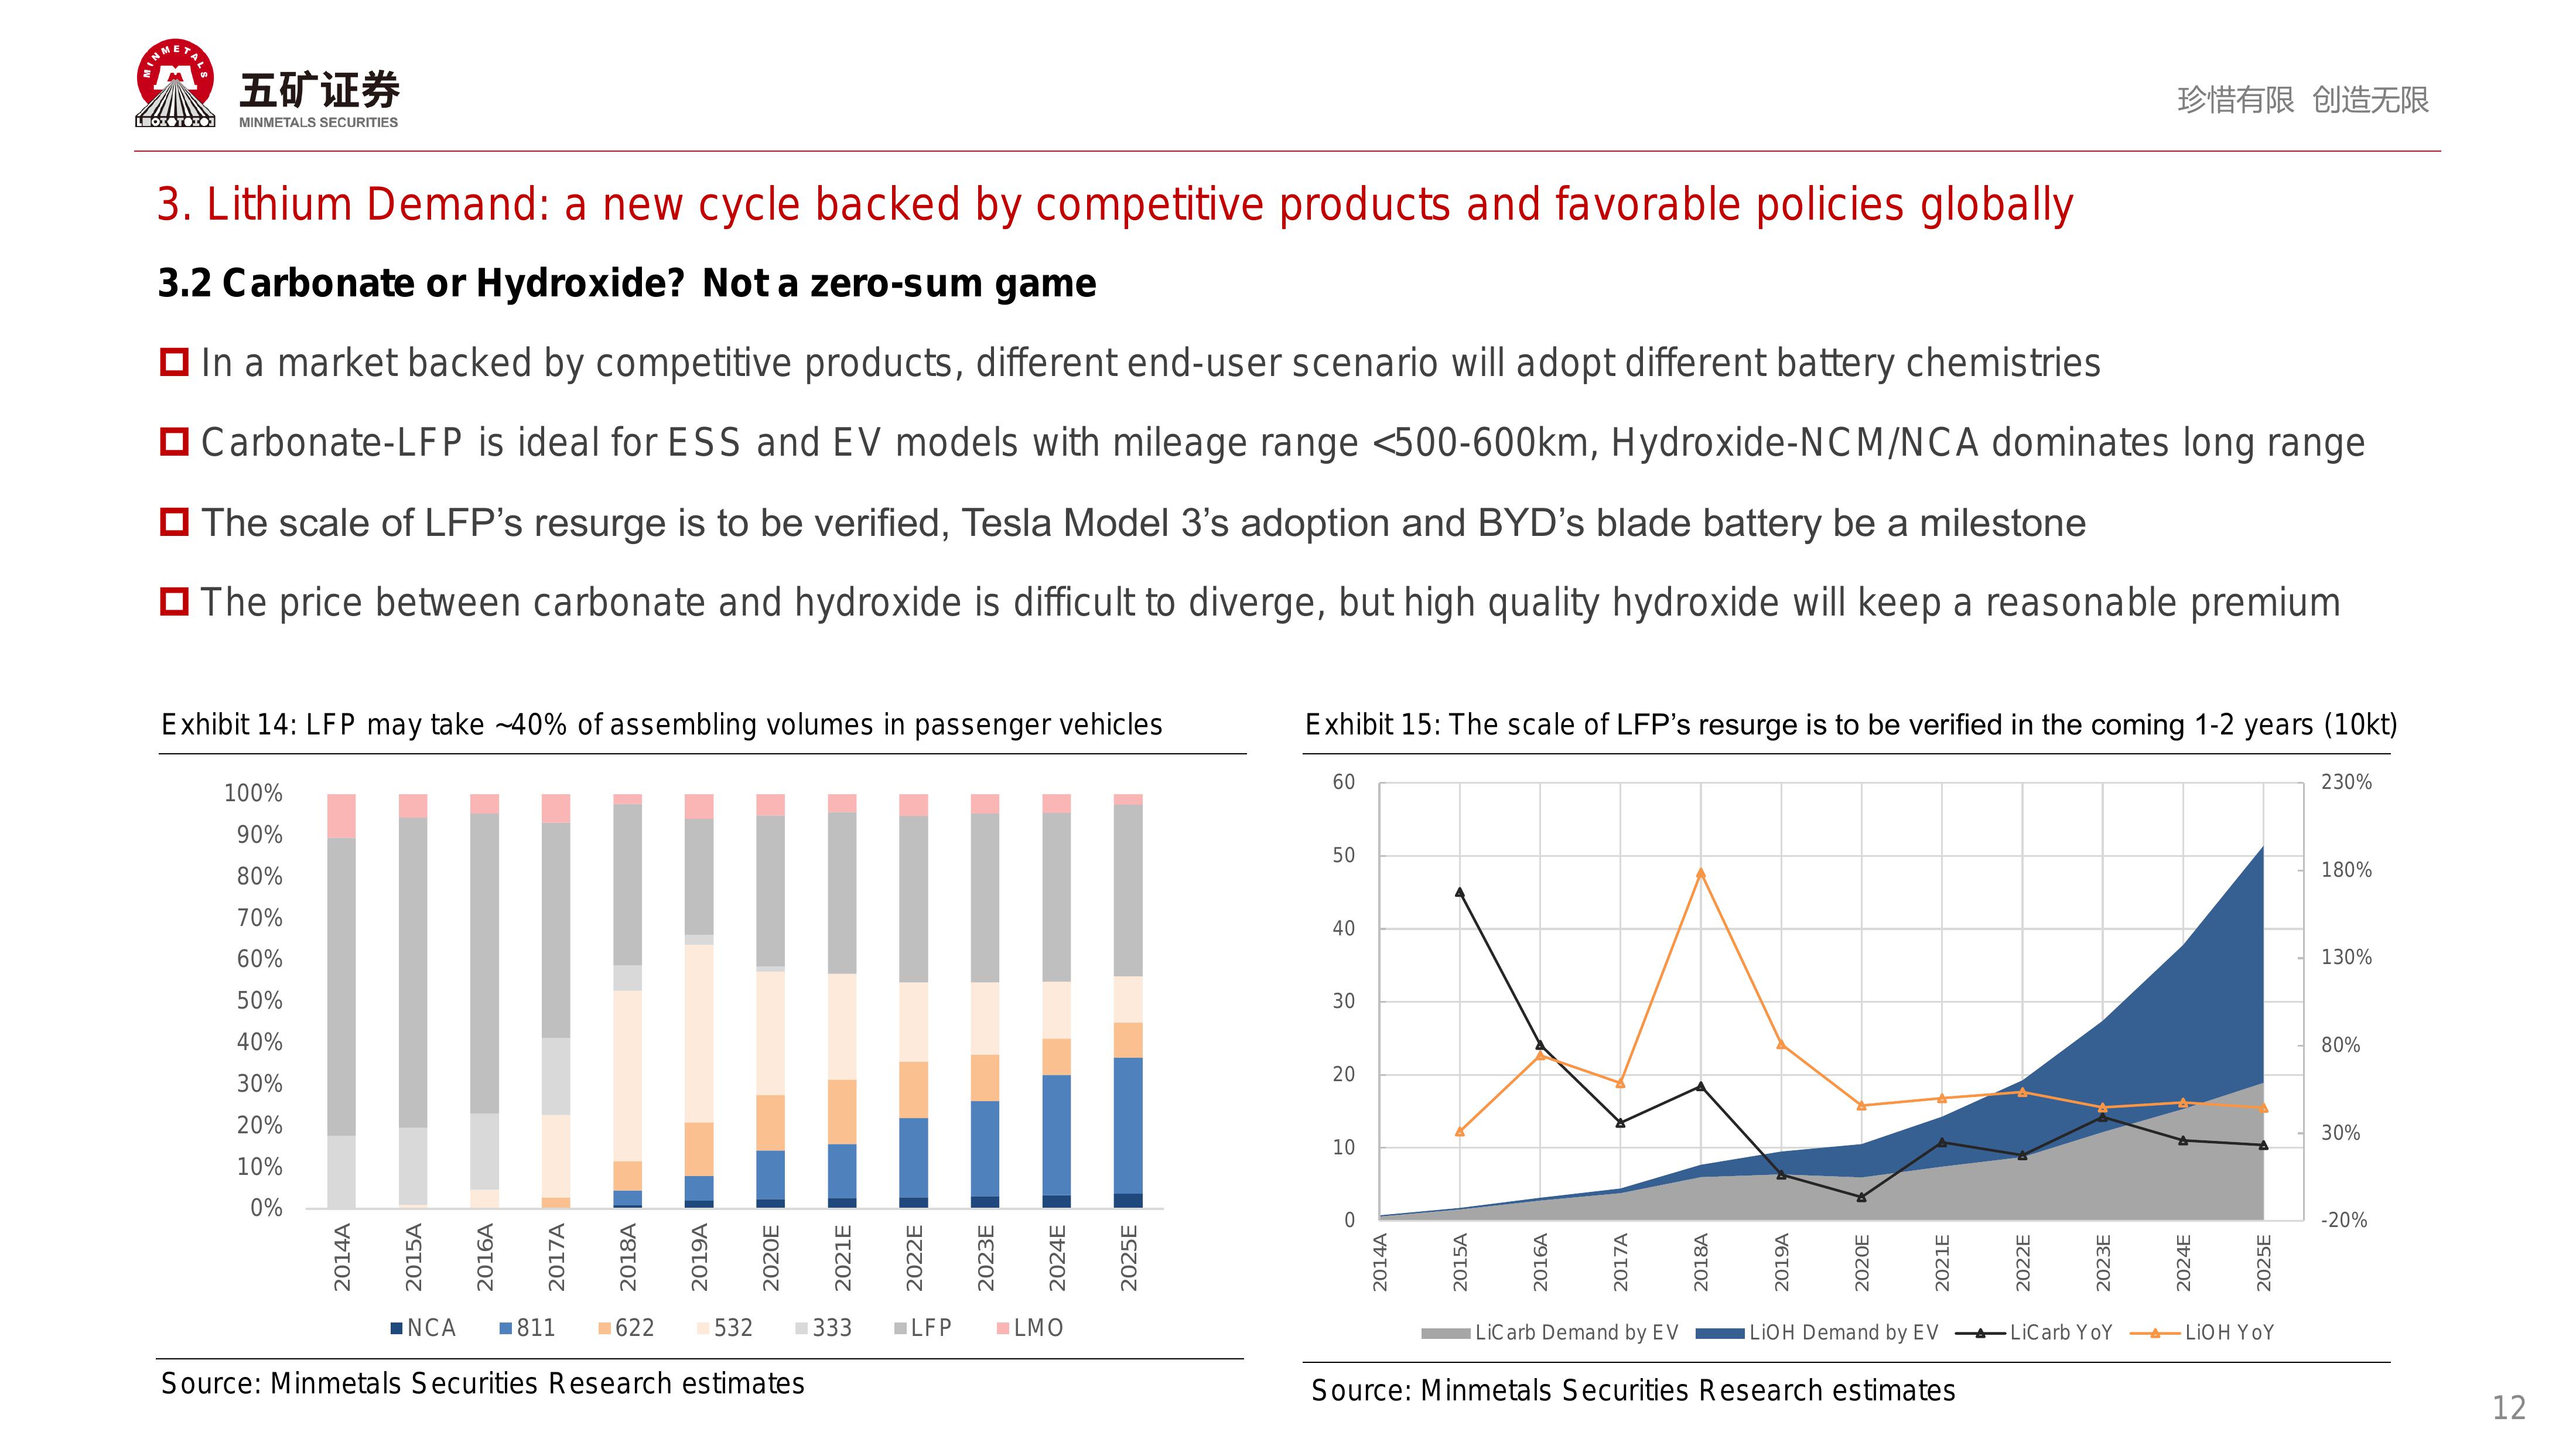 MINMETALS
五矿证券
MINMETALS SECURITIES
珍惜有限 创造无限
3. Lithium Demand: a new cycle backed by competitive products and favorable policies globally
3.2 Carbonate or Hydroxide? Not a zero-sum game
In a market backed by competitive products, different end-user scenario will adopt different battery chemistries
Carbonate-LFP is ideal for ESS and EV models with mileage range <500-600km, Hydroxide-NCM/NCA dominates long range
The scale of LFP's resurge is to be verified, Tesla Model 3's adoption and BYD's blade battery be a milestone
The price between carbonate and hydroxide is difficult to diverge, but high quality hydroxide will keep a reasonable premium
Exhibit 14: LFP may take ~40% of assembling volumes in passenger vehicles
100%
90%
80%
70%
60%
50%
40%
30%
20%
10%
0%
2014A 2015A 2016A 2017A 2018A 2019A 2020E 2021E 2022E 2023E 2024E 2025E
NCA 811 622 532 333 LFP LMO
Source: Minmetals Securities Research estimates
Exhibit 15: The scale of LFP's resurge is to be verified in the coming 1-2 years (10kt)
60
50
40
30
20
10
0
230%
180%
130%
80%
30%
-20%
2014A 2015A 2016A 2017A 2018A 2019A 2020E 2021E 2022E 2023E 2024E 2025E
LiCarb Demand by EV LiOH Demand by EV LiCarb YoY LiOH YoY
Source: Minmetals Securities Research estimates
12